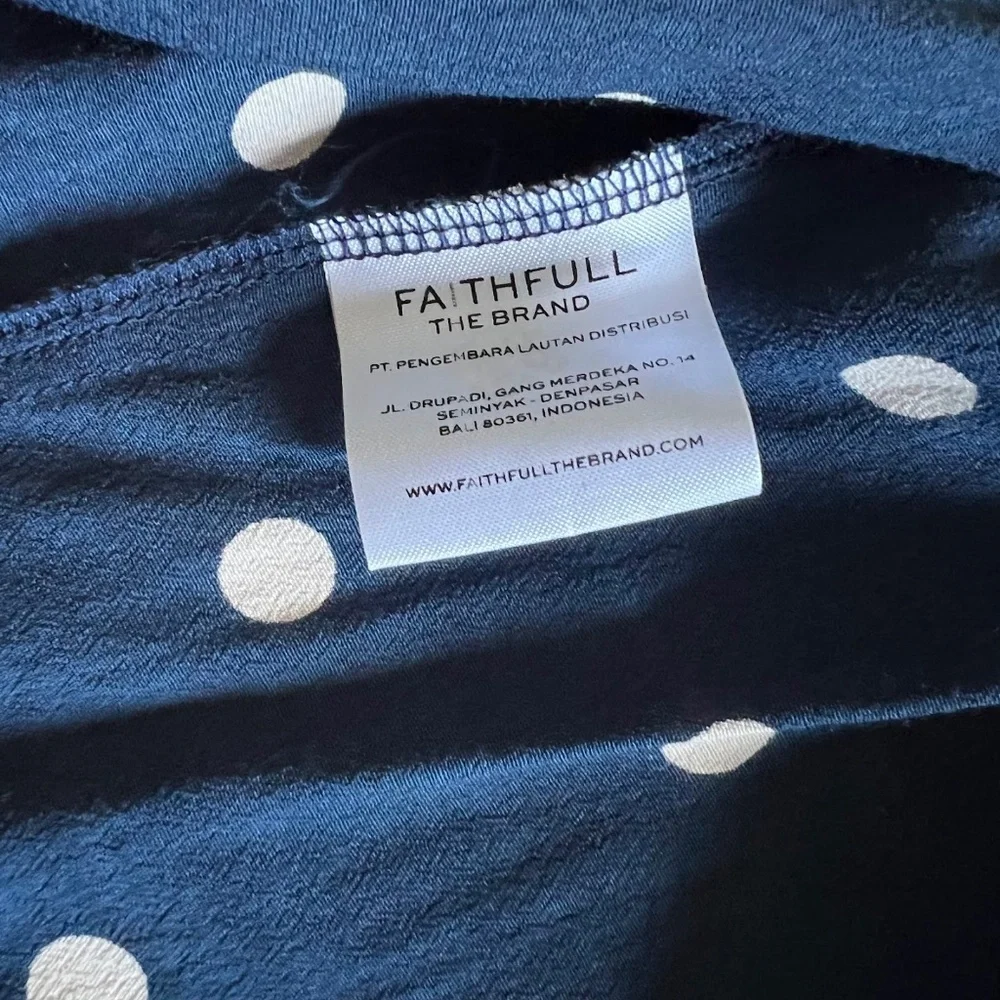 FAITHFULL
THE BRAND
PT. PENGEMBARA LAUTAN DISTRIBUSI
JL. DRUPADI, GANG MERDEKA NO. 14
SEMINYAK - DENPASAR
BALI 80361, INDONESIA
WWW.FAITHFULLTHEBRAND.COM